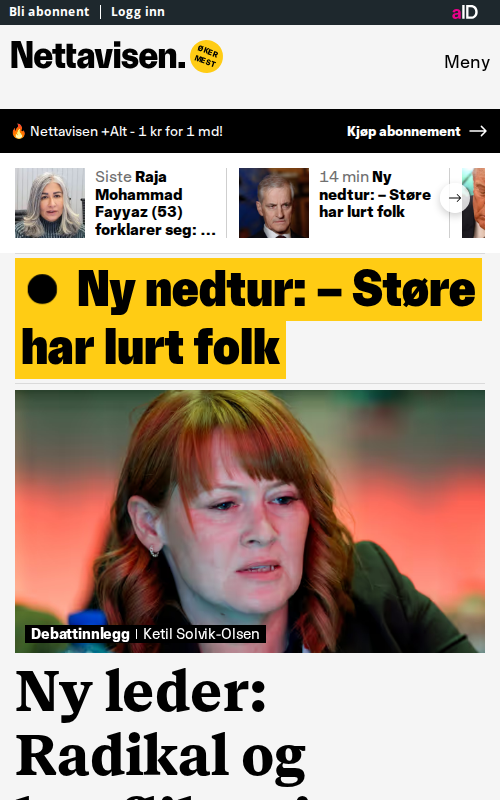 Bli abonnent | Logg inn
aID
Nettavisen.
ØKER
MEST
Meny
🔥 Nettavisen +Alt - 1 kr for 1 md!
Kjøp abonnement →
Siste Raja
Mohammad
Fayyaz (53)
forklarer seg: ...
14 min Ny
nedtur: – Støre
har lurt folk
● Ny nedtur: – Støre
har lurt folk
Debattinnlegg | Ketil Solvik-Olsen
Ny leder:
Radikal og